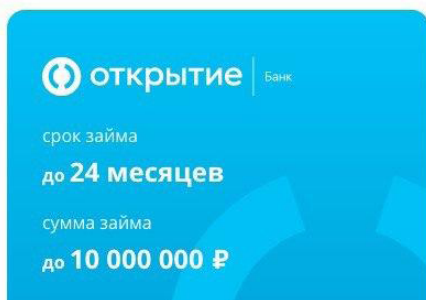 открытие Банк
срок займа
до 24 месяцев
сумма займа
до 10 000 000 ₽